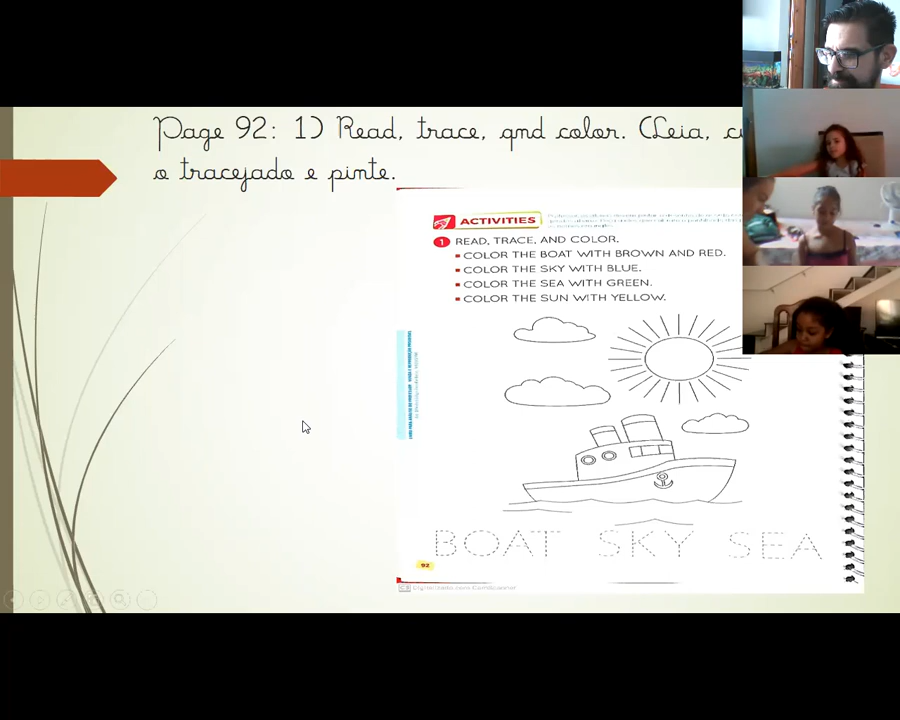 Page 92: 1) Read, trace, and color. (Leia,
o tracejado e pinte.
ACTIVITIES
1 READ, TRACE, AND COLOR.
COLOR THE BOAT WITH BROWN AND RED.
COLOR THE SKY WITH BLUE.
COLOR THE SEA WITH GREEN.
COLOR THE SUN WITH YELLOW.
BOAT SKY SEA
92